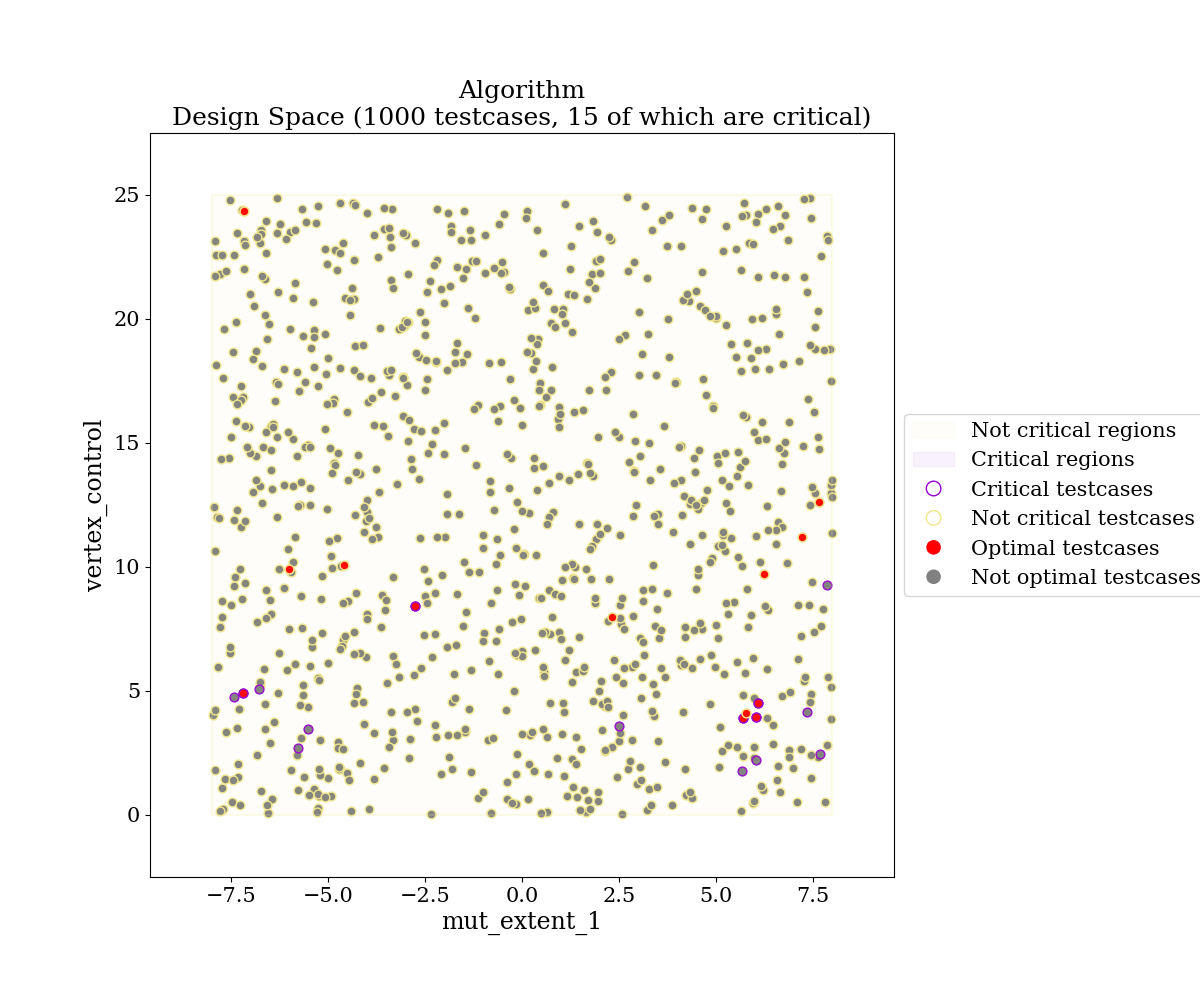 Algorithm
Design Space (1000 testcases, 15 of which are critical)
25
20
15
10
5
0
vertex_control
−7.5
−5.0
−2.5
0.0
2.5
5.0
7.5
mut_extent_1
Not critical regions
Critical regions
Critical testcases
Not critical testcases
Optimal testcases
Not optimal testcases